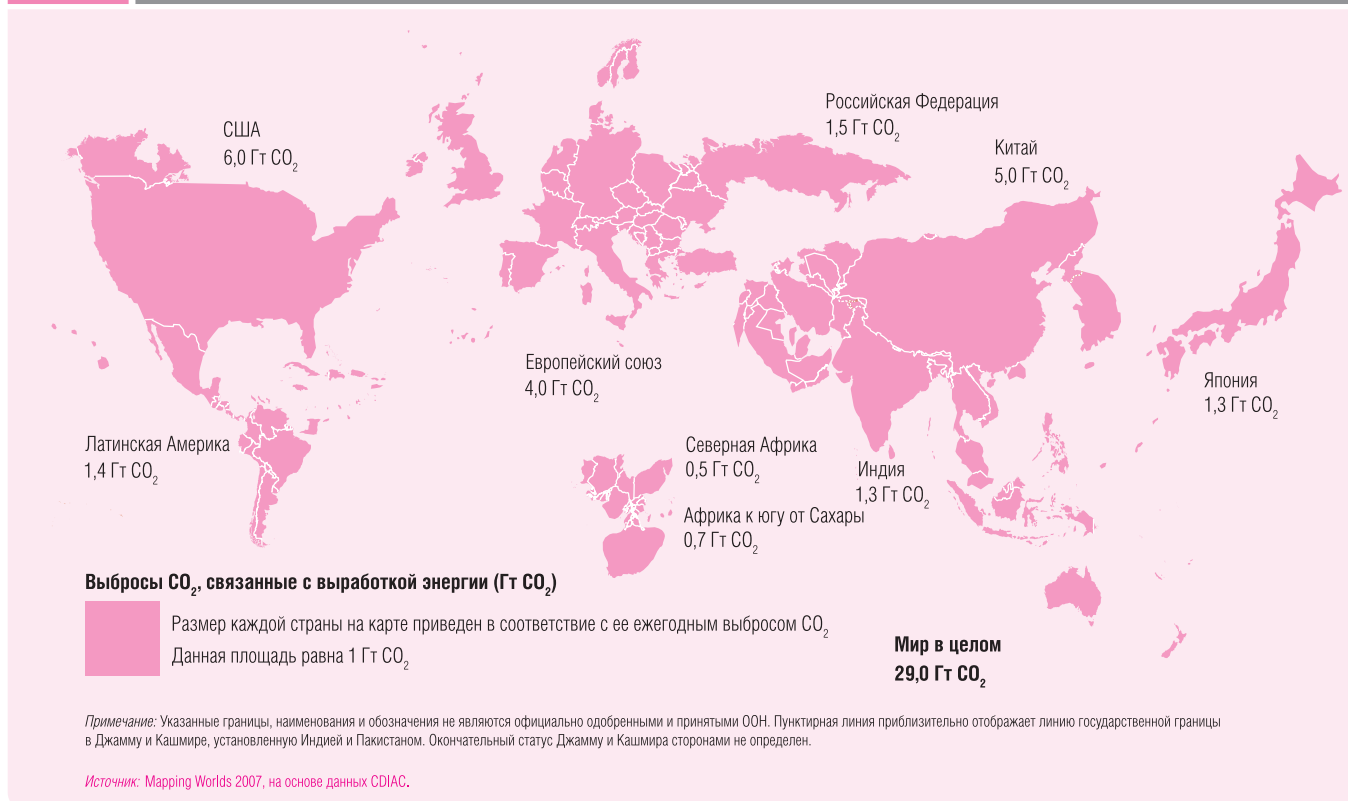 США
6,0 Гт CO₂
Российская Федерация
1,5 Гт CO₂
Китай
5,0 Гт CO₂
Европейский союз
4,0 Гт CO₂
Япония
1,3 Гт CO₂
Латинская Америка
1,4 Гт CO₂
Северная Африка
0,5 Гт CO₂
Индия
1,3 Гт CO₂
Африка к югу от Сахары
0,7 Гт CO₂
Выбросы CO₂, связанные с выработкой энергии (Гт CO₂)
Размер каждой страны на карте приведен в соответствие с ее ежегодным выбросом CO₂
Данная площадь равна 1 Гт CO₂
Мир в целом
29,0 Гт CO₂
Примечание: Указанные границы, наименования и обозначения не являются официально одобренными и принятыми ООН. Пунктирная линия приблизительно отображает линию государственной границы
в Джамму и Кашмире, установленную Индией и Пакистаном. Окончательный статус Джамму и Кашмира сторонами не определен.
Источник: Mapping Worlds 2007, на основе данных CDIAC.